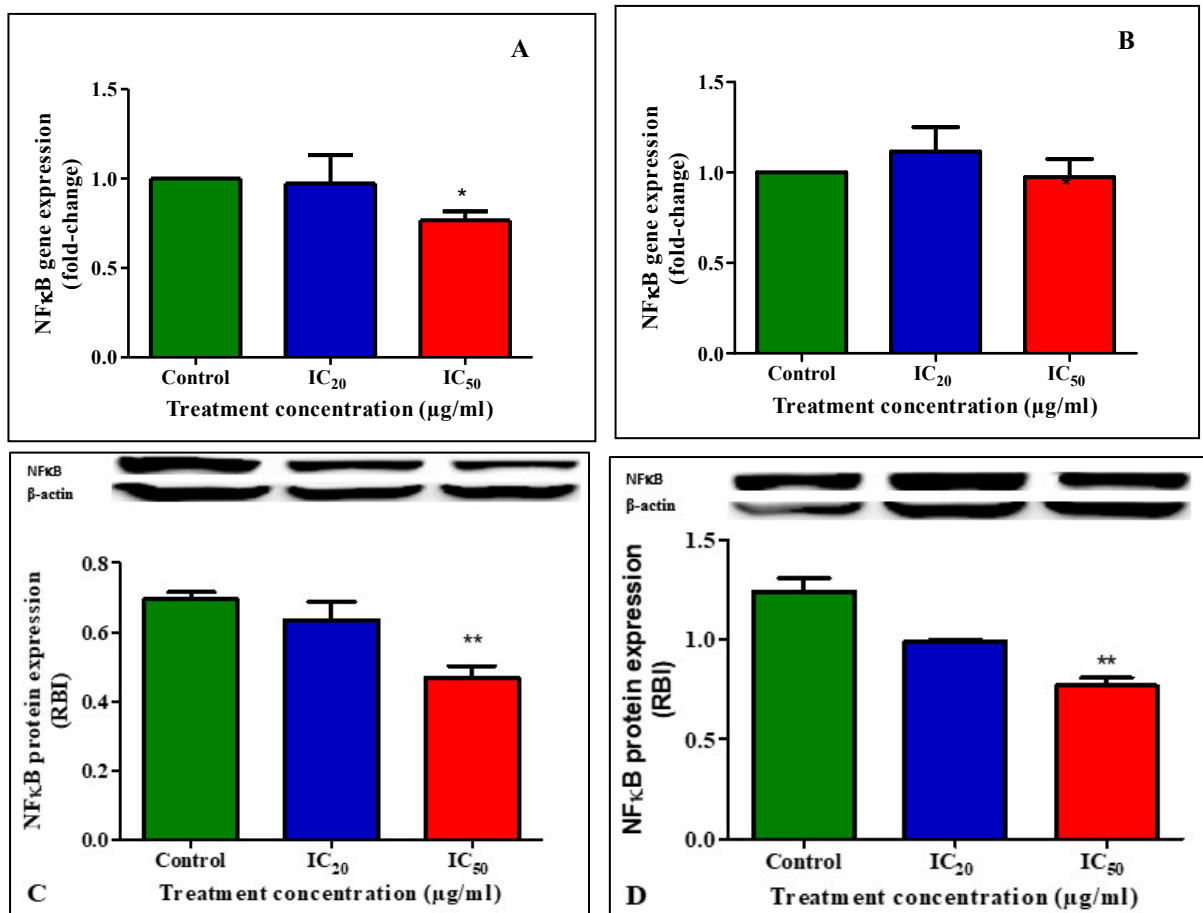 A
NFκB gene expression
(fold-change)
1.5
1.0
0.5
0.0
*
Control IC₂₀ IC₅₀
Treatment concentration (µg/ml)
B
NFκB gene expression
(fold-change)
1.5
1.0
0.5
0.0
*
Control IC₂₀ IC₅₀
Treatment concentration (µg/ml)
NFκB
β-actin
NFκB protein expression
(RBI)
0.8
0.6
0.4
0.2
0.0
**
Control IC₂₀ IC₅₀
C Treatment concentration (µg/ml)
NFκB
β-actin
NFκB protein expression
(RBI)
1.5
1.0
0.5
0.0
**
Control IC₂₀ IC₅₀
D Treatment concentration (µg/ml)